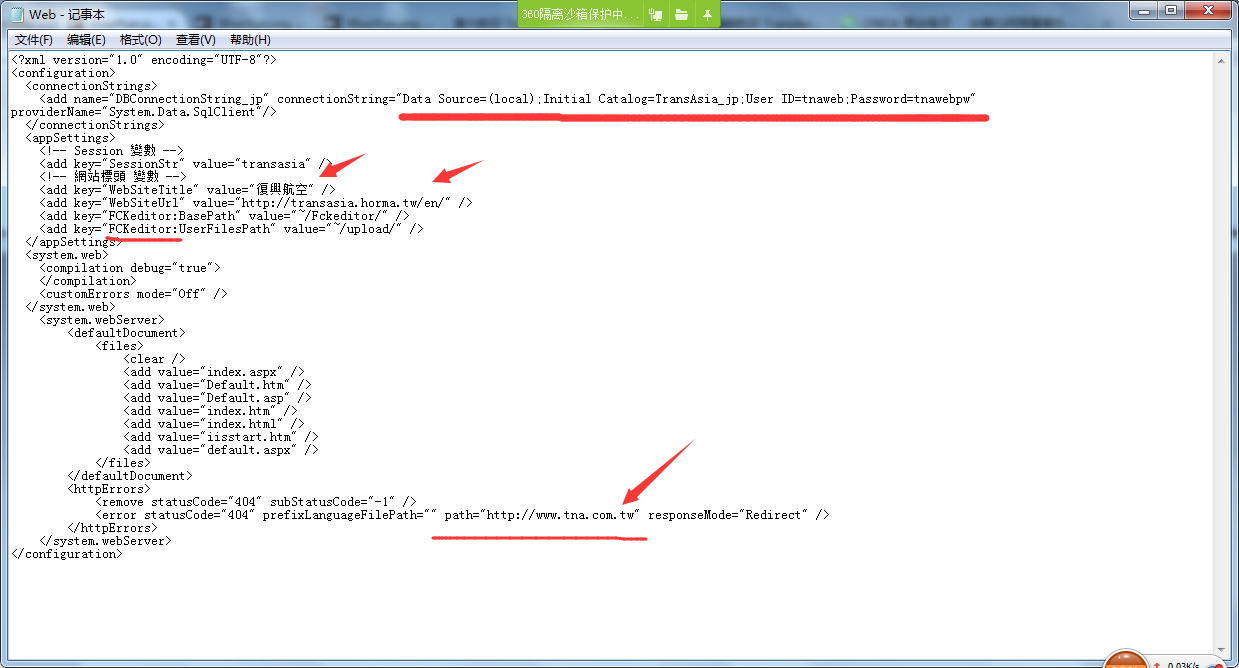 Web - 记事本
360隔离沙箱保护中...
文件(F) 编辑(E) 格式(O) 查看(V) 帮助(H)
<?xml version="1.0" encoding="UTF-8"?>
<configuration>
  <connectionStrings>
    <add name="DBConnectionString_jp" connectionString="Data Source=(local);Initial Catalog=TransAsia_jp;User ID=tnaweb;Password=tnawebpw"
providerName="System.Data.SqlClient"/>
  </connectionStrings>
  <appSettings>
    <!-- Session 變數 -->
    <add key="SessionStr" value="transasia" />
    <!-- 網站標頭 變數 -->
    <add key="WebSiteTitle" value="復興航空" />
    <add key="WebSiteUrl" value="http://transasia.horma.tw/en/" />
    <add key="FCKeditor:BasePath" value="~/Fckeditor/" />
    <add key="FCKeditor:UserFilesPath" value="~/upload/" />
  </appSettings>
  <system.web>
    <compilation debug="true">
    </compilation>
    <customErrors mode="Off" />
  </system.web>
    <system.webServer>
        <defaultDocument>
            <files>
                <clear />
                <add value="index.aspx" />
                <add value="Default.htm" />
                <add value="Default.asp" />
                <add value="index.htm" />
                <add value="index.html" />
                <add value="iisstart.htm" />
                <add value="default.aspx" />
            </files>
        </defaultDocument>
        <httpErrors>
            <remove statusCode="404" subStatusCode="-1" />
            <error statusCode="404" prefixLanguageFilePath="" path="http://www.tna.com.tw" responseMode="Redirect" />
        </httpErrors>
    </system.webServer>
</configuration>
0.03K/s